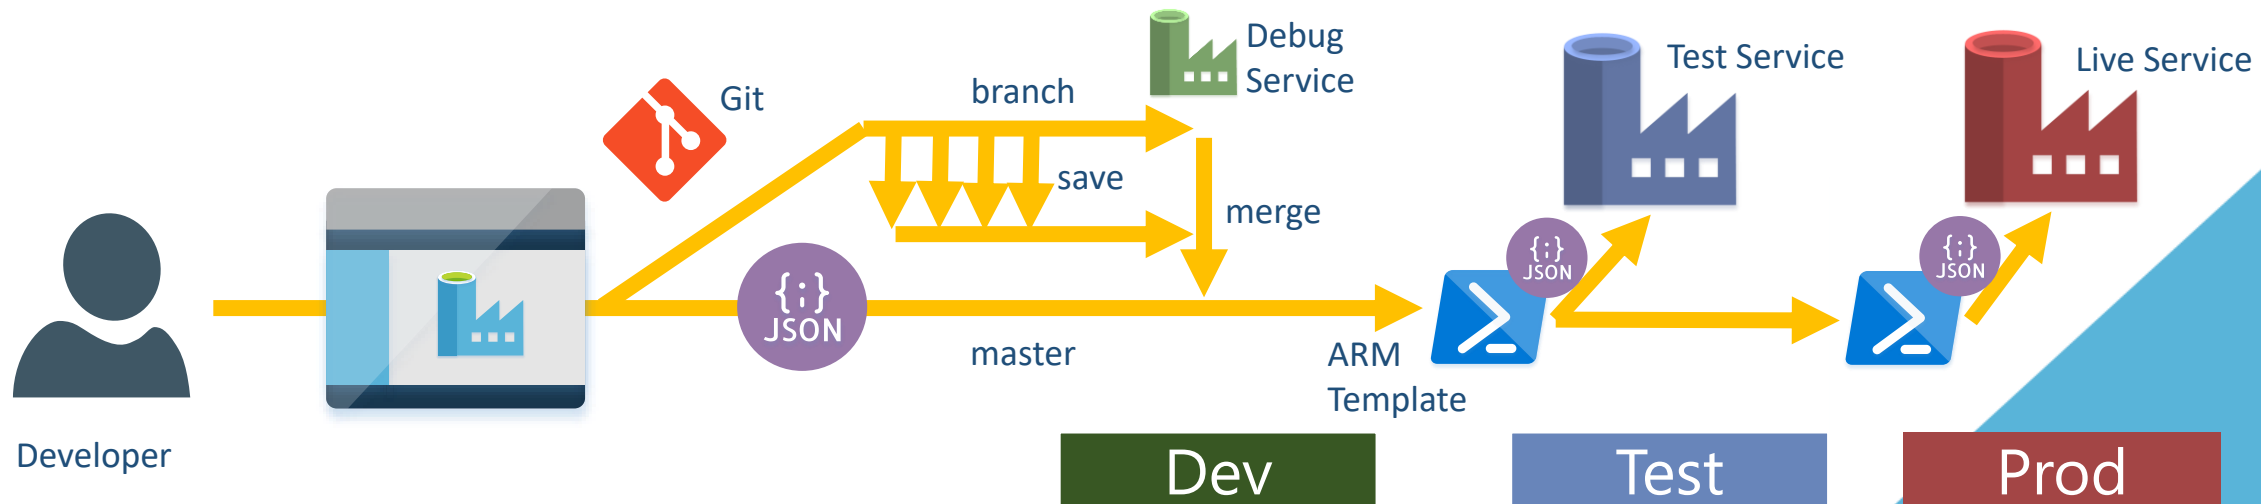 Developer
Git
{;}
JSON
branch
save
merge
master
Debug
Service
ARM
Template
{;}
JSON
Test Service
{;}
JSON
Live Service
Dev
Test
Prod